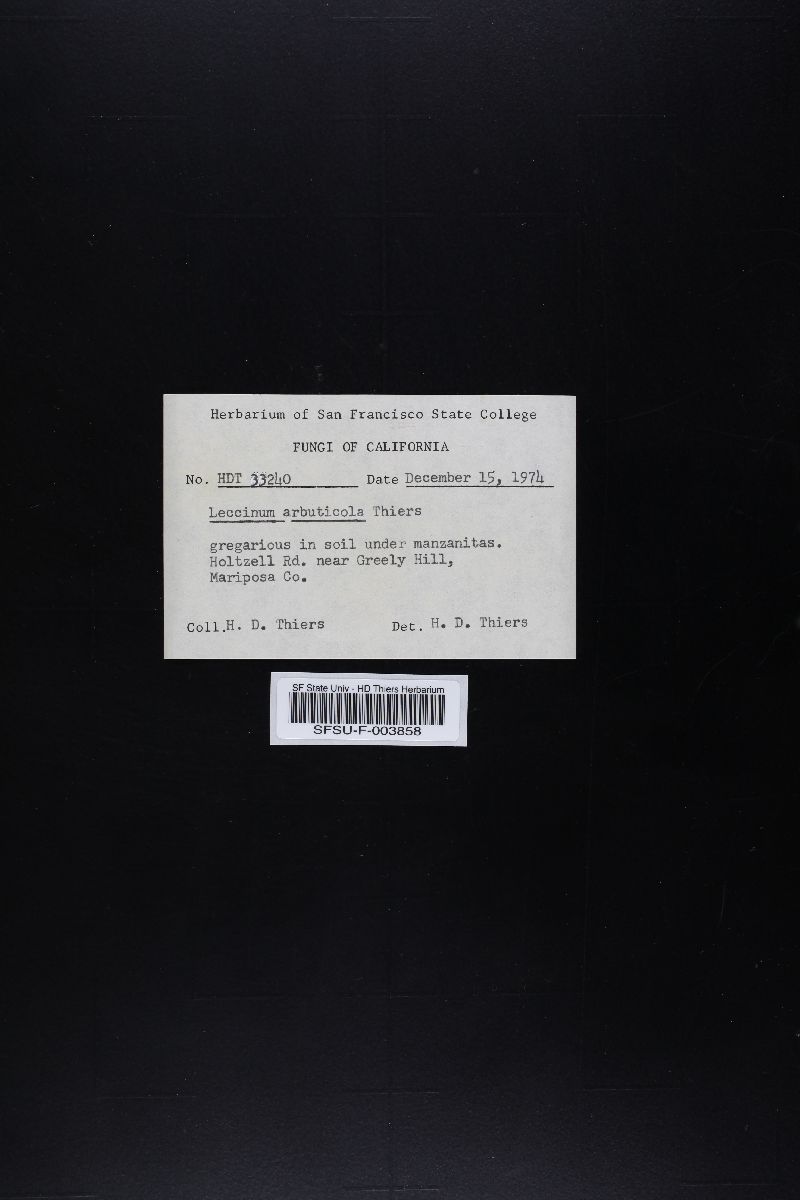 Herbarium of San Francisco State College
FUNGI OF CALIFORNIA
No. HDT 33240 Date December 15, 1974
Leccinum arbuticola Thiers
gregarious in soil under manzanitas.
Holtzell Rd. near Greely Hill,
Mariposa Co.
Coll. H. D. Thiers Det. H. D. Thiers
SF State Univ - HD Thiers Herbarium
SFSU-F-003858